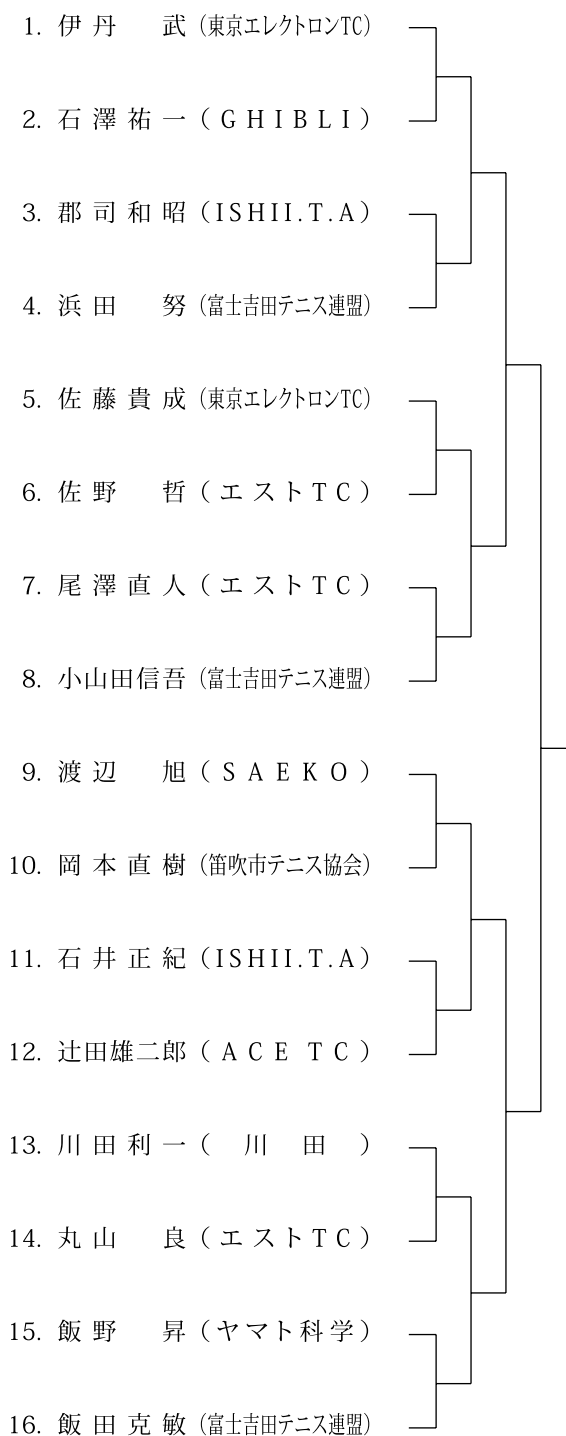 1. 伊丹 武（東京エレクトロンTC）
2. 石澤祐一（GHIBLI）
3. 郡司和昭（ISHII.T.A）
4. 浜田 努（富士吉田テニス連盟）
5. 佐藤貴成（東京エレクトロンTC）
6. 佐野 哲（エストTC）
7. 尾澤直人（エストTC）
8. 小山田信吾（富士吉田テニス連盟）
9. 渡辺 旭（SAEKO）
10. 岡本直樹（笛吹市テニス協会）
11. 石井正紀（ISHII.T.A）
12. 辻田雄二郎（ACE TC）
13. 川田利一（川田）
14. 丸山 良（エストTC）
15. 飯野 昇（ヤマト科学）
16. 飯田克敏（富士吉田テニス連盟）